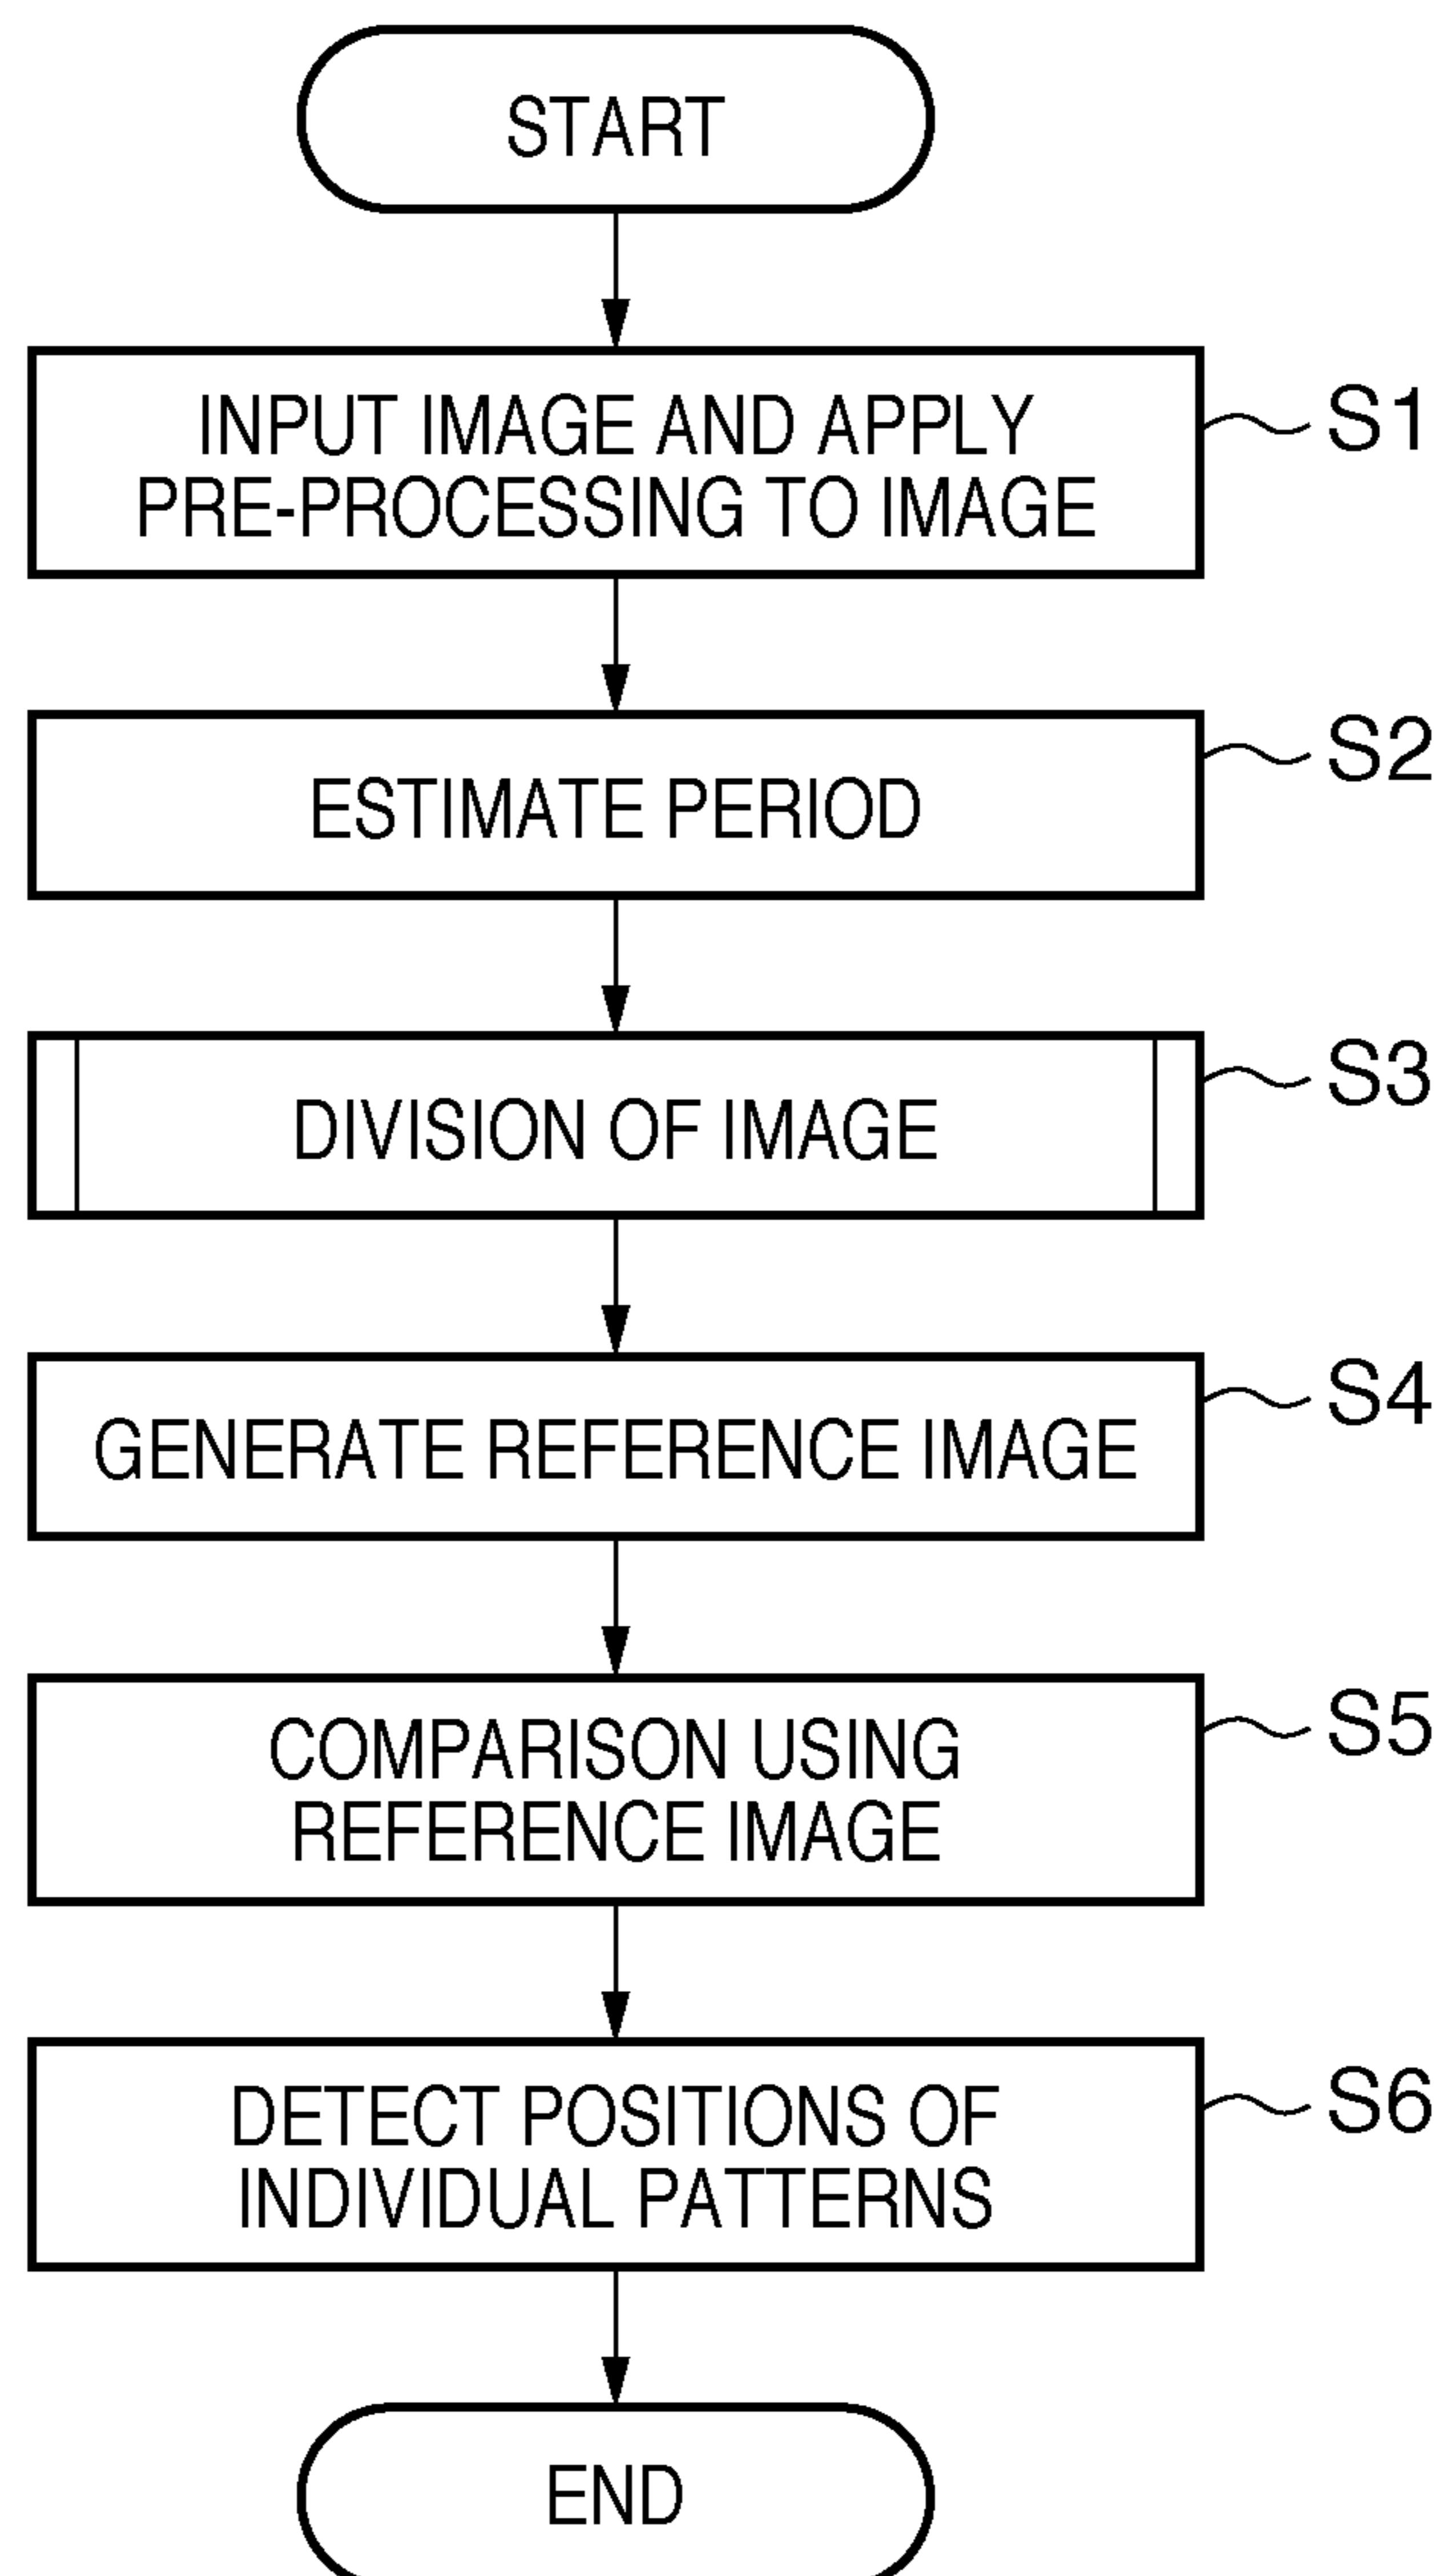 START
INPUT IMAGE AND APPLY
PRE-PROCESSING TO IMAGE
S1
ESTIMATE PERIOD
S2
DIVISION OF IMAGE
S3
GENERATE REFERENCE IMAGE
S4
COMPARISON USING
REFERENCE IMAGE
S5
DETECT POSITIONS OF
INDIVIDUAL PATTERNS
S6
END